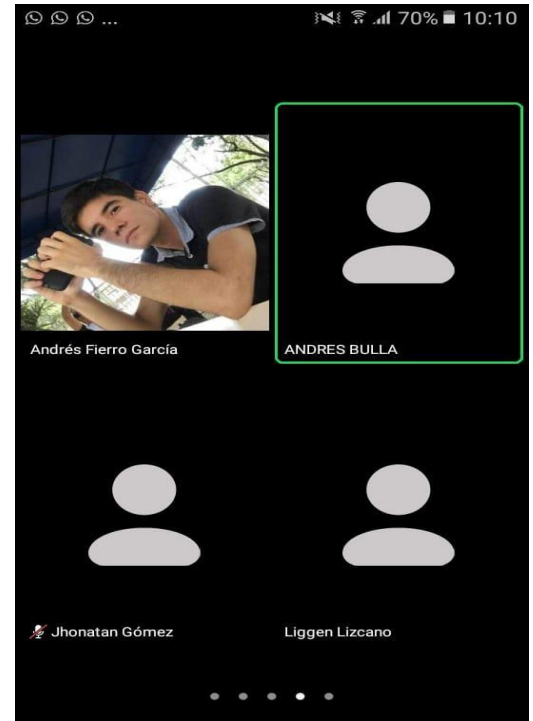 ... 70% 10:10
Andrés Fierro García
ANDRES BULLA
Jhonatan Gómez
Liggen Lizcano